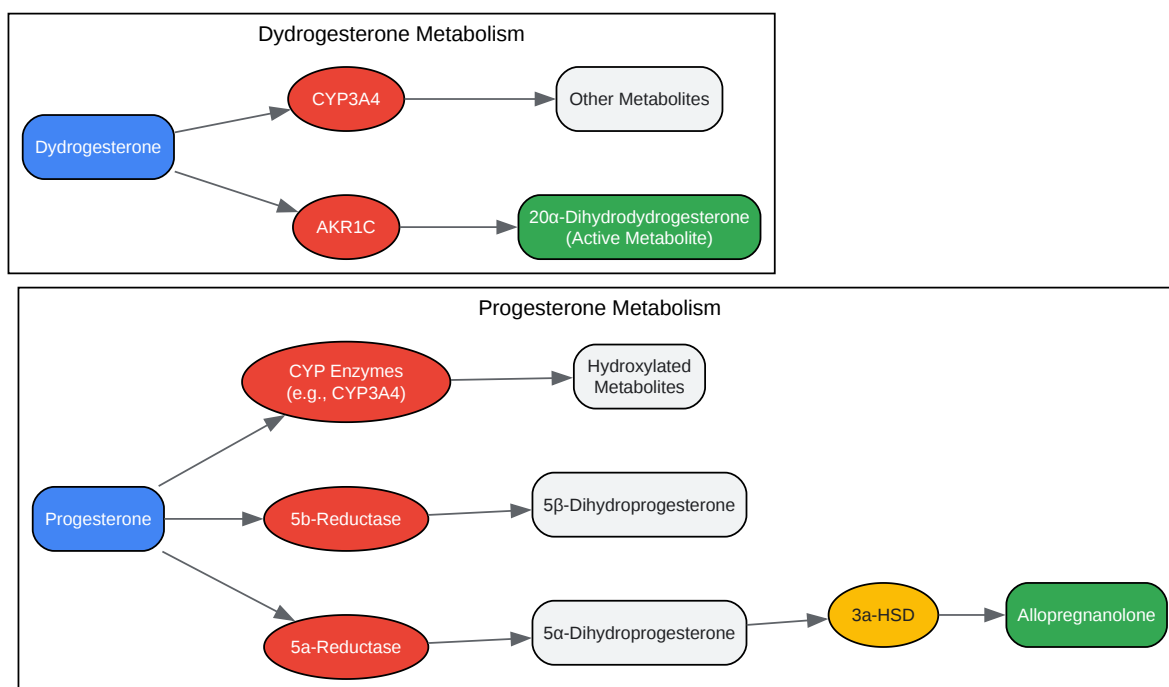 Dydrogesterone Metabolism
CYP3A4
Other Metabolites
Dydrogesterone
AKR1C
20α-Dihydrodydrogesterone
(Active Metabolite)
Progesterone Metabolism
CYP Enzymes
(e.g., CYP3A4)
Hydroxylated
Metabolites
Progesterone
5b-Reductase
5β-Dihydroprogesterone
5a-Reductase
5α-Dihydroprogesterone
3a-HSD
Allopregnanolone